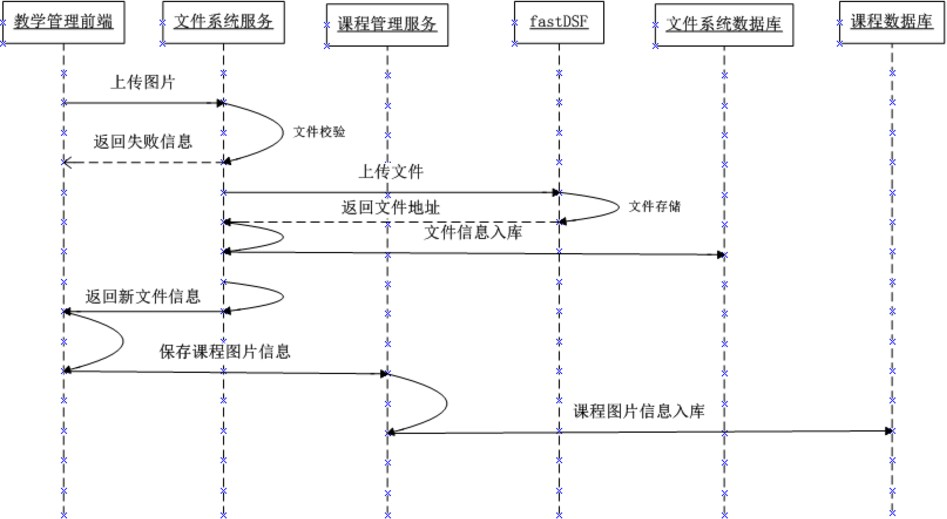 教学管理前端
文件系统服务
课程管理服务
fastDSF
文件系统数据库
课程数据库
上传图片
文件校验
返回失败信息
上传文件
返回文件地址
文件存储
文件信息入库
返回新文件信息
保存课程图片信息
课程图片信息入库